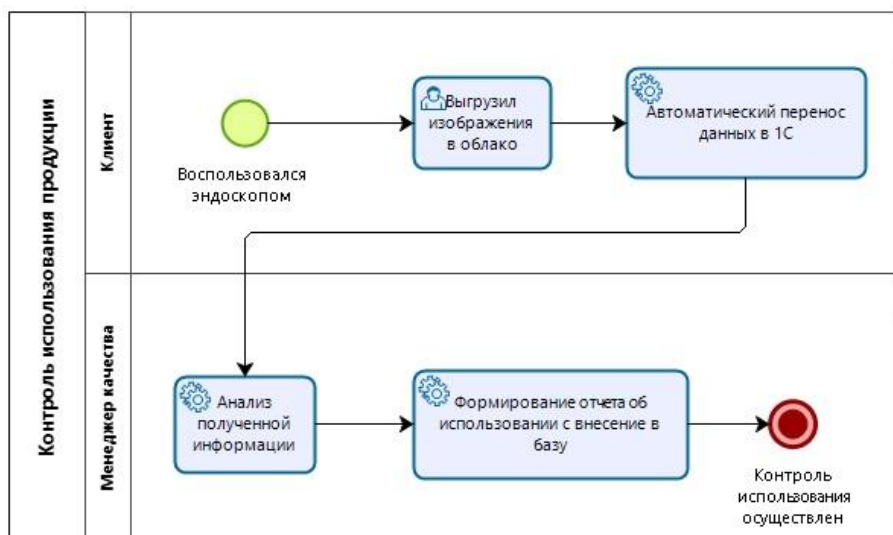 Контроль использования продукции
Клиент
Воспользовался
эндоскопом
Выгрузил
изображения
в облако
Автоматический перенос
данных в 1С
Менеджер качества
Анализ
полученной
информации
Формирование отчета об
использовании с внесение в
базу
Контроль
использования
осуществлен